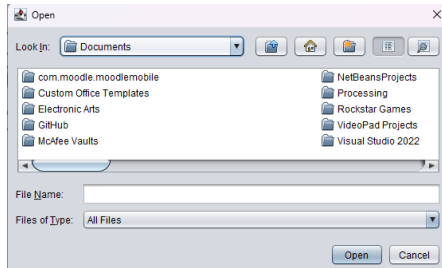 Open
Look In: Documents
com.moodle.moodlemobile
Custom Office Templates
Electronic Arts
GitHub
McAfee Vaults
NetBeansProjects
Processing
Rockstar Games
VideoPad Projects
Visual Studio 2022
File Name:
Files of Type: All Files
Open Cancel